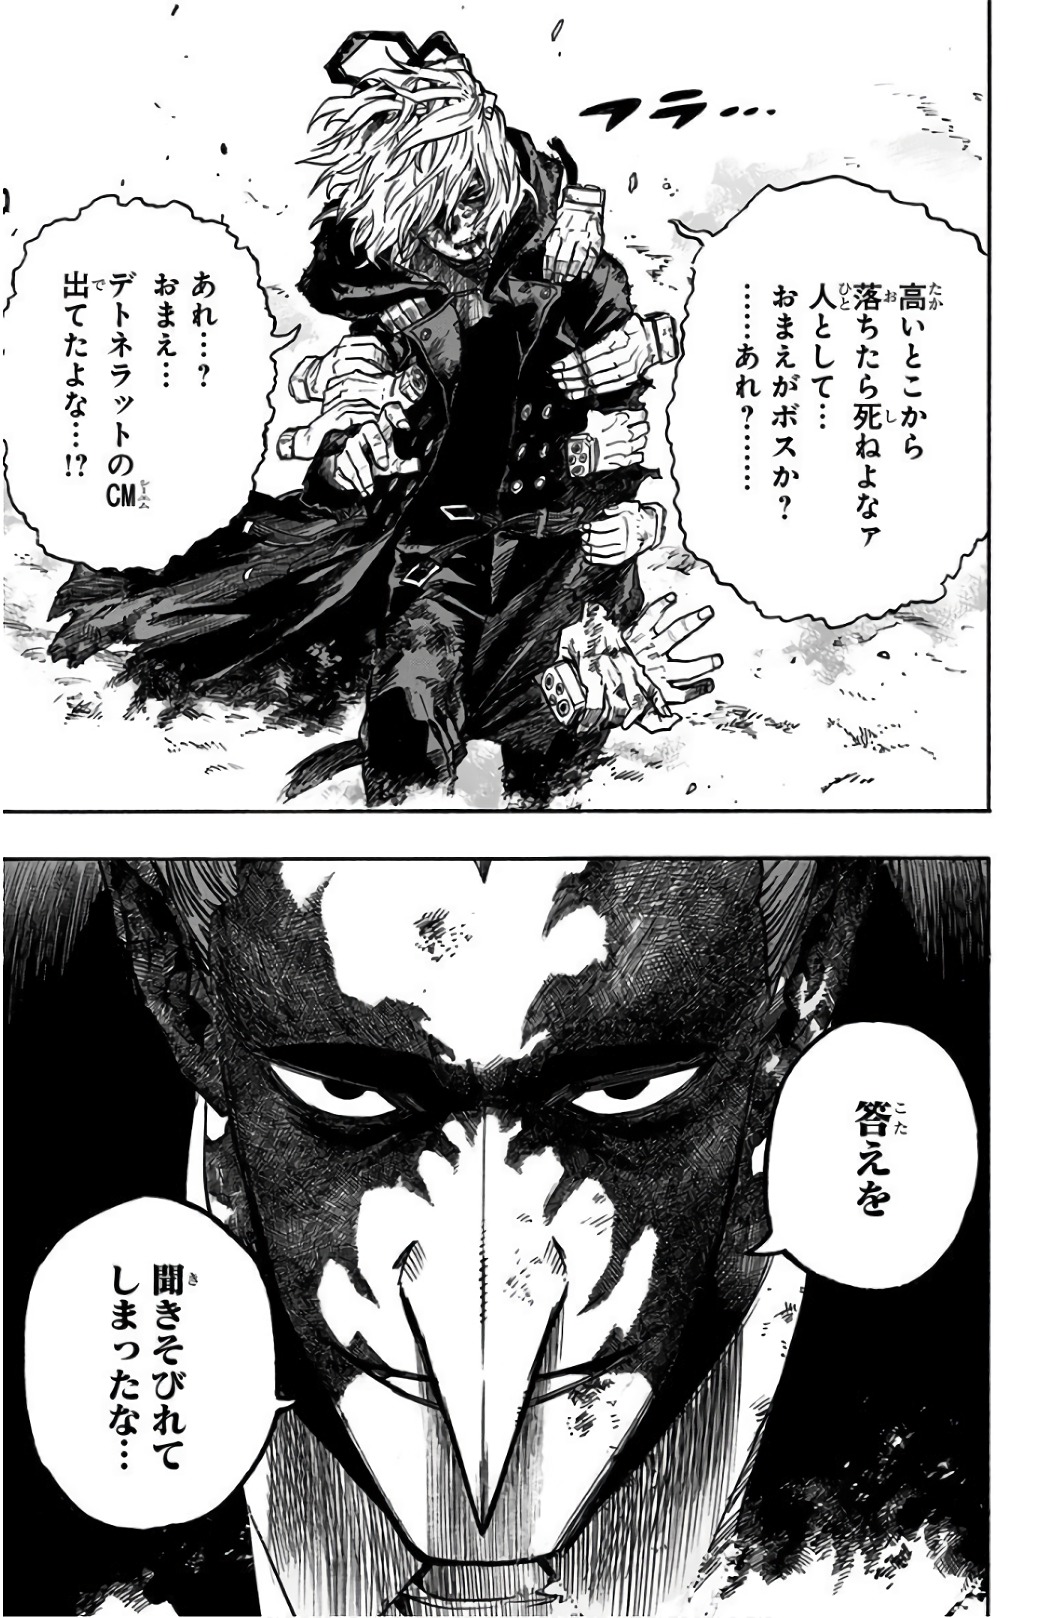 フラ…
高いとこから
落ちたら死ねよなァ
人として…
おまえがボスか?
……あれ?……
あれ…?
おまえ…
デトネラットのCM
出てたよな…!?
答えを
聞きそびれて
しまったな…